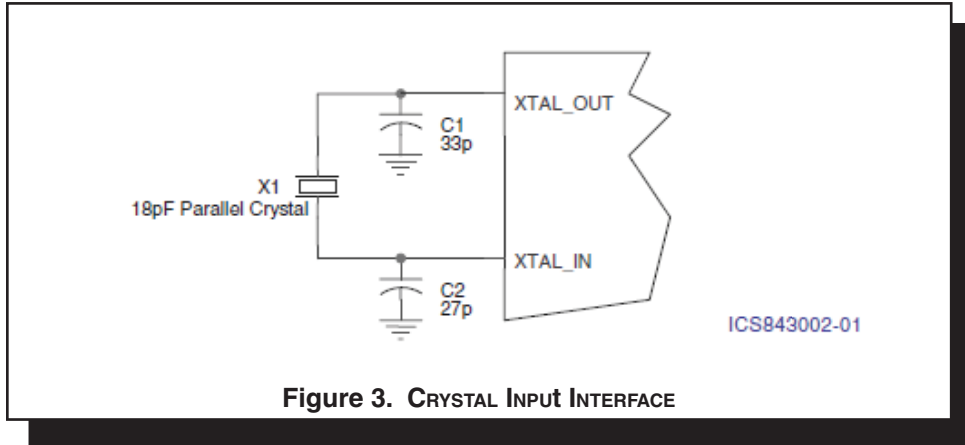 XTAL_OUT
C1
33p
X1
18pF Parallel Crystal
XTAL_IN
C2
27p
ICS843002-01
Figure 3. CRYSTAL INPUt INTERFACE